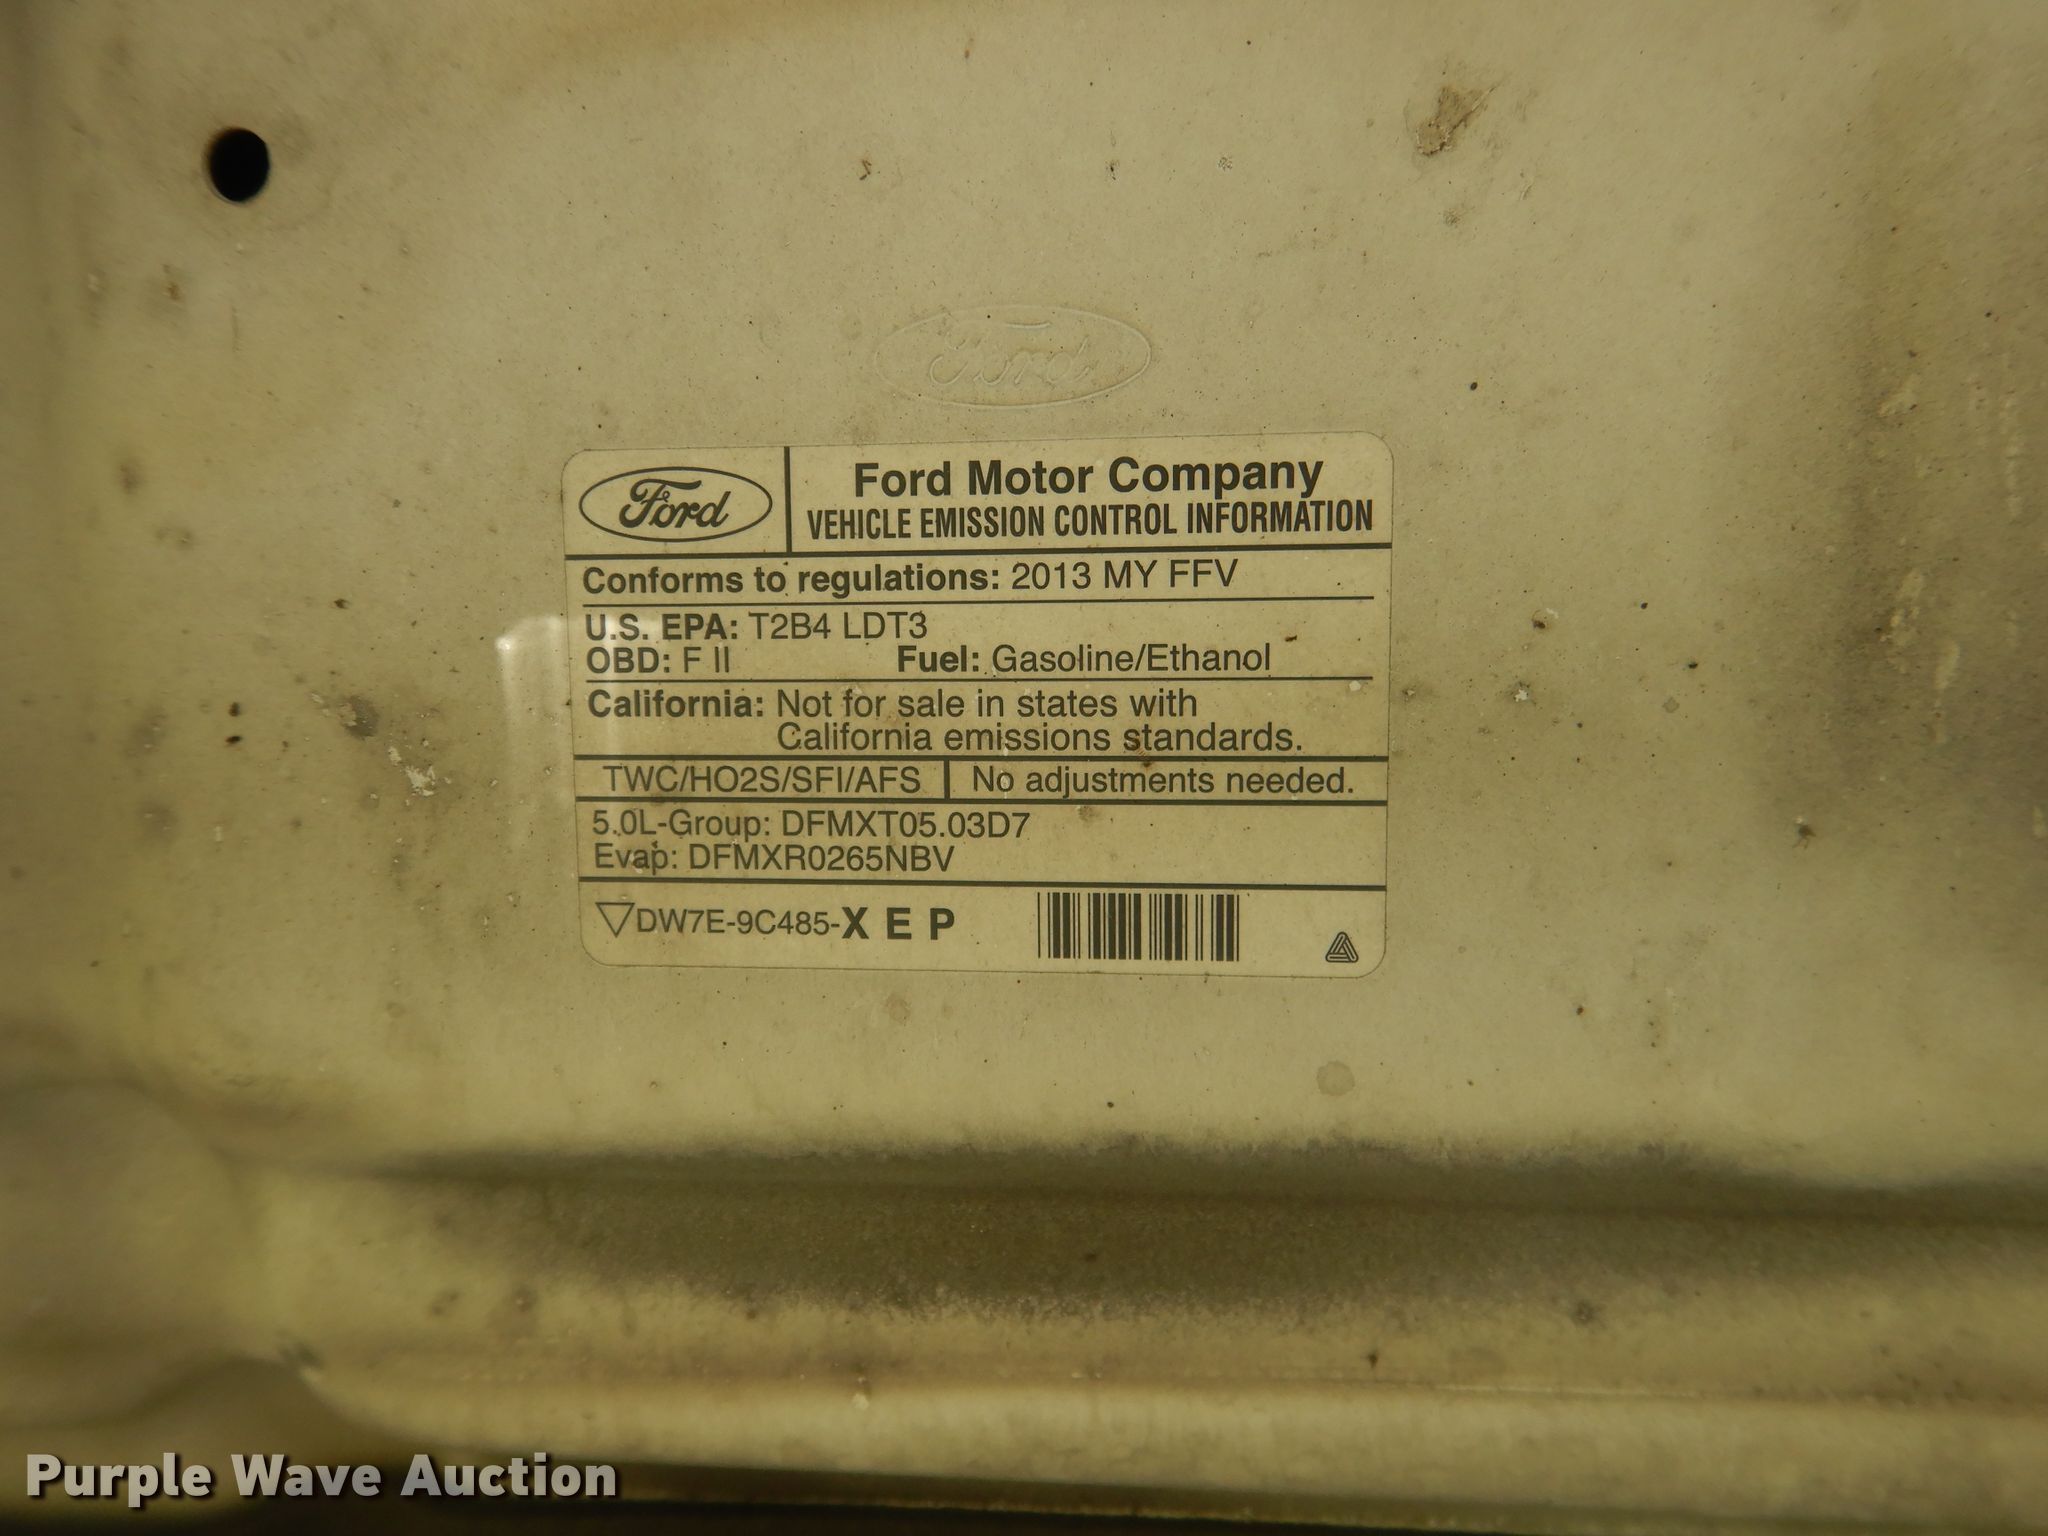 Ford
Ford
Ford Motor Company
VEHICLE EMISSION CONTROL INFORMATION
Conforms to regulations: 2013 MY FFV
U.S. EPA: T2B4 LDT3
OBD: F II Fuel: Gasoline/Ethanol
California: Not for sale in states with
California emissions standards.
TWC/HO2S/SFI/AFS No adjustments needed.
5.0L-Group: DFMXT05.03D7
Evap: DFMXR0265NBV
DW7E-9C485-X E P
Purple Wave Auction